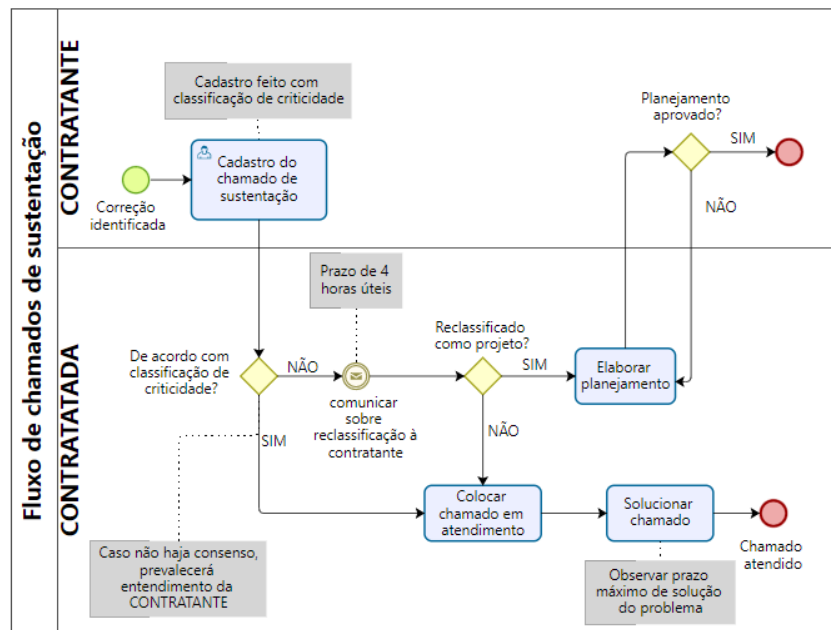 Fluxo de chamados de sustentação
CONTRATANTE
Cadastro feito com
classificação de criticidade
Correção
identificada
Cadastro do
chamado de
sustentação
Planejamento
aprovado?
SIM
NÃO
CONTRATADA
De acordo com
classificação de
criticidade?
NÃO
SIM
Prazo de 4
horas úteis
comunicar
sobre
reclassificação à
contratante
Reclassificado
como projeto?
SIM
NÃO
Elaborar
planejamento
Colocar
chamado em
atendimento
Solucionar
chamado
Chamado
atendido
Caso não haja consenso,
prevalecerá
entendimento da
CONTRATANTE
Observar prazo
máximo de solução
do problema